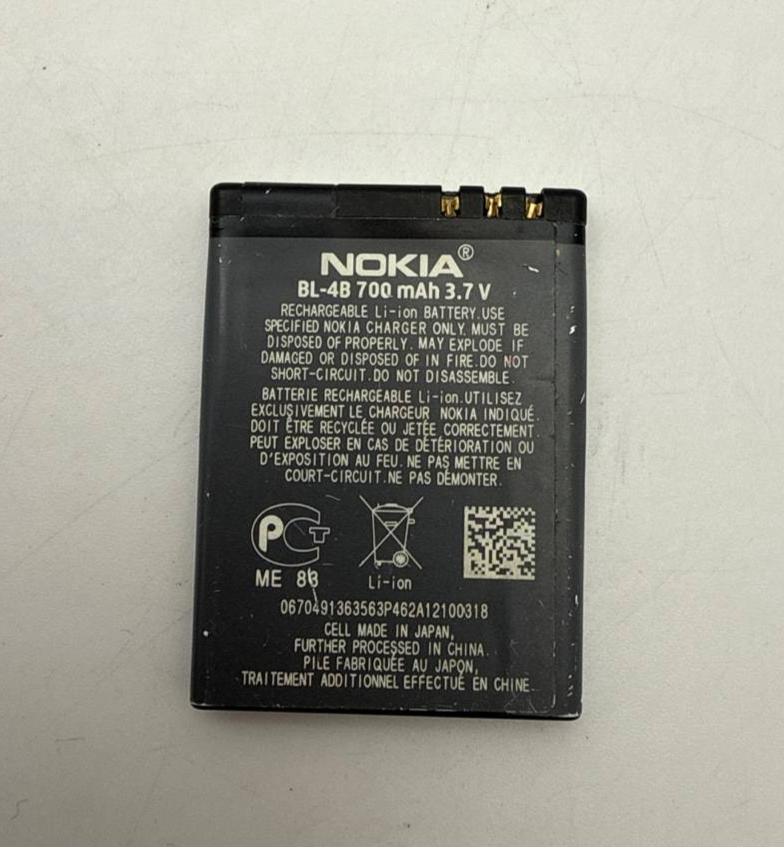 NOKIA®
BL-4B 700 mAh 3.7 V
RECHARGEABLE Li-ion BATTERY.USE
SPECIFIED NOKIA CHARGER ONLY. MUST BE
DISPOSED OF PROPERLY. MAY EXPLODE IF
DAMAGED OR DISPOSED OF IN FIRE.DO NOT
SHORT-CIRCUIT.DO NOT DISASSEMBLE.
BATTERIE RECHARGEABLE Li-ion.UTILISEZ
EXCLUSIVEMENT LE CHARGEUR NOKIA INDIQUÉ.
DOIT ÊTRE RECYCLÉE OU JETÉE CORRECTEMENT.
PEUT EXPLOSER EN CAS DE DÉTÉRIORATION OU
D'EXPOSITION AU FEU. NE PAS METTRE EN
COURT-CIRCUIT.NE PAS DÉMONTER.
PCT
ME 83
Li-ion
0670491363563P462A12100318
CELL MADE IN JAPAN,
FURTHER PROCESSED IN CHINA.
PILE FABRIQUÉE AU JAPON,
TRAITEMENT ADDITIONNEL EFFECTUÉ EN CHINE.